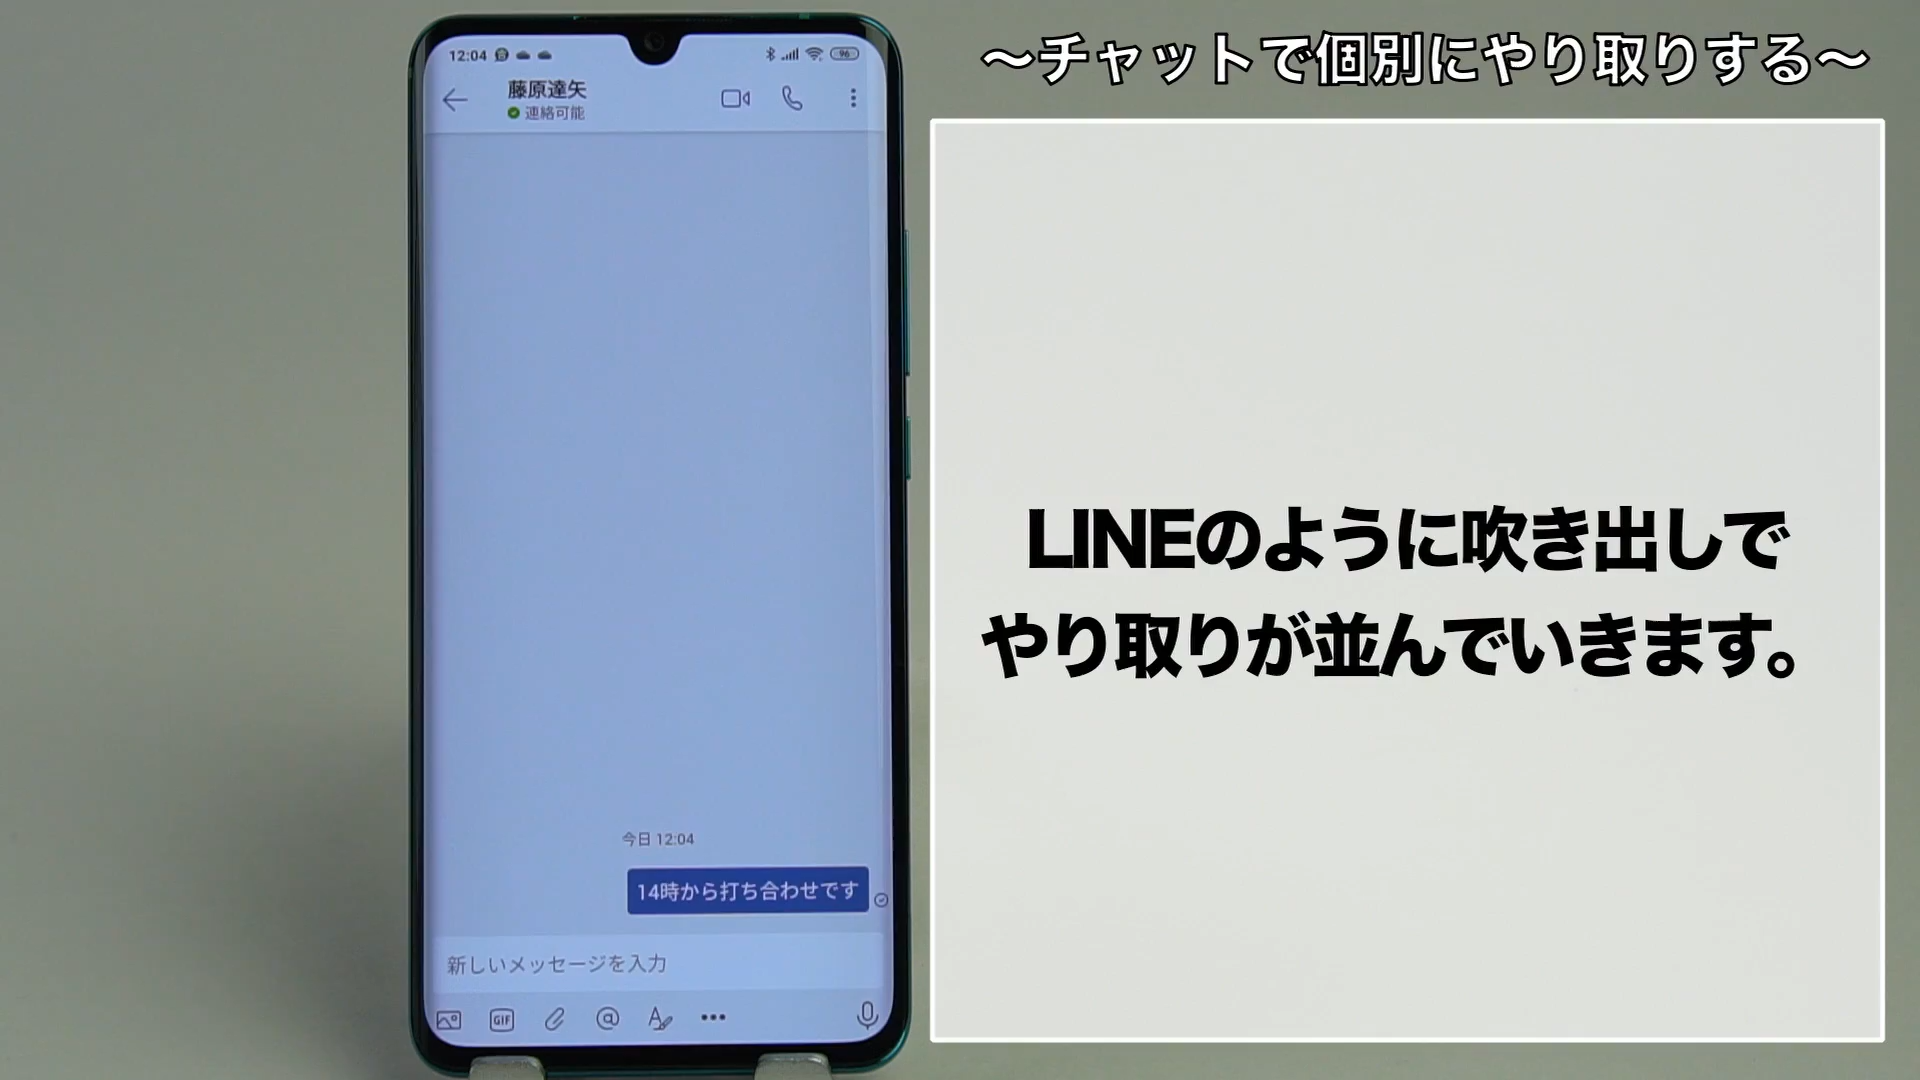 ～チャットで個別にやり取りする～
12:04
96
藤原達矢
連絡可能
今日 12:04
14時から打ち合わせです
新しいメッセージを入力
GIF
LINEのように吹き出しで
やり取りが並んでいきます。